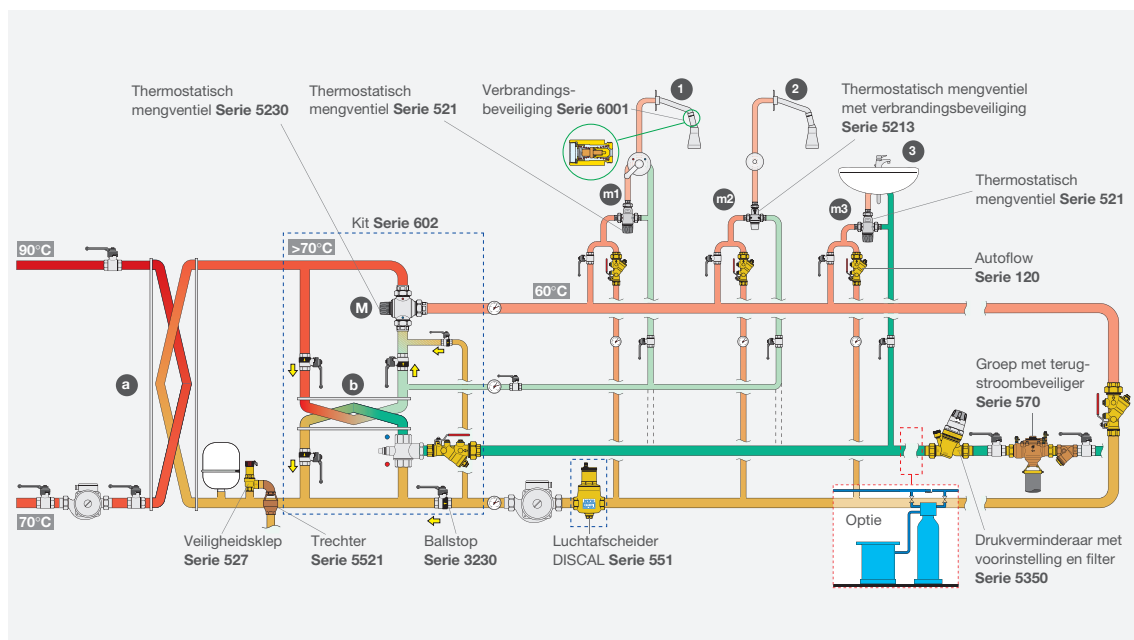 Thermostatisch
mengventiel Serie 5230
Thermostatisch
mengventiel Serie 521
Verbrandings-
beveiliging Serie 6001
1
2
Thermostatisch mengventiel
met verbrandingsbeveiliging
Serie 5213
3
m1
m2
m3
Thermostatisch
mengventiel Serie 521
Kit Serie 602
90°C
>70°C
60°C
Autoflow
Serie 120
M
a
b
Groep met terug-
stroombeveiliger
Serie 570
70°C
Veiligheidsklep
Serie 527
Trechter
Serie 5521
Ballstop
Serie 3230
Luchtafscheider
DISCAL Serie 551
Optie
Drukverminderaar met
voorinstelling en filter
Serie 5350